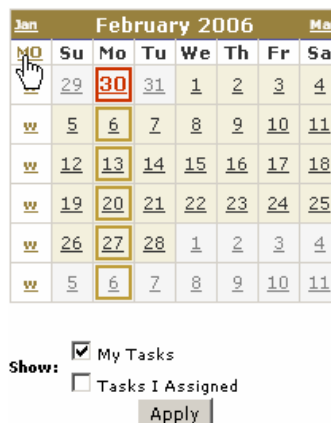 Jan February 2006 Ma
MO Su Mo Tu We Th Fr Sa
w 29 30 31 1 2 3 4
w 5 6 7 8 9 10 11
w 12 13 14 15 16 17 18
w 19 20 21 22 23 24 25
w 26 27 28 1 2 3 4
w 5 6 7 8 9 10 11
Show: My Tasks
Tasks I Assigned
Apply